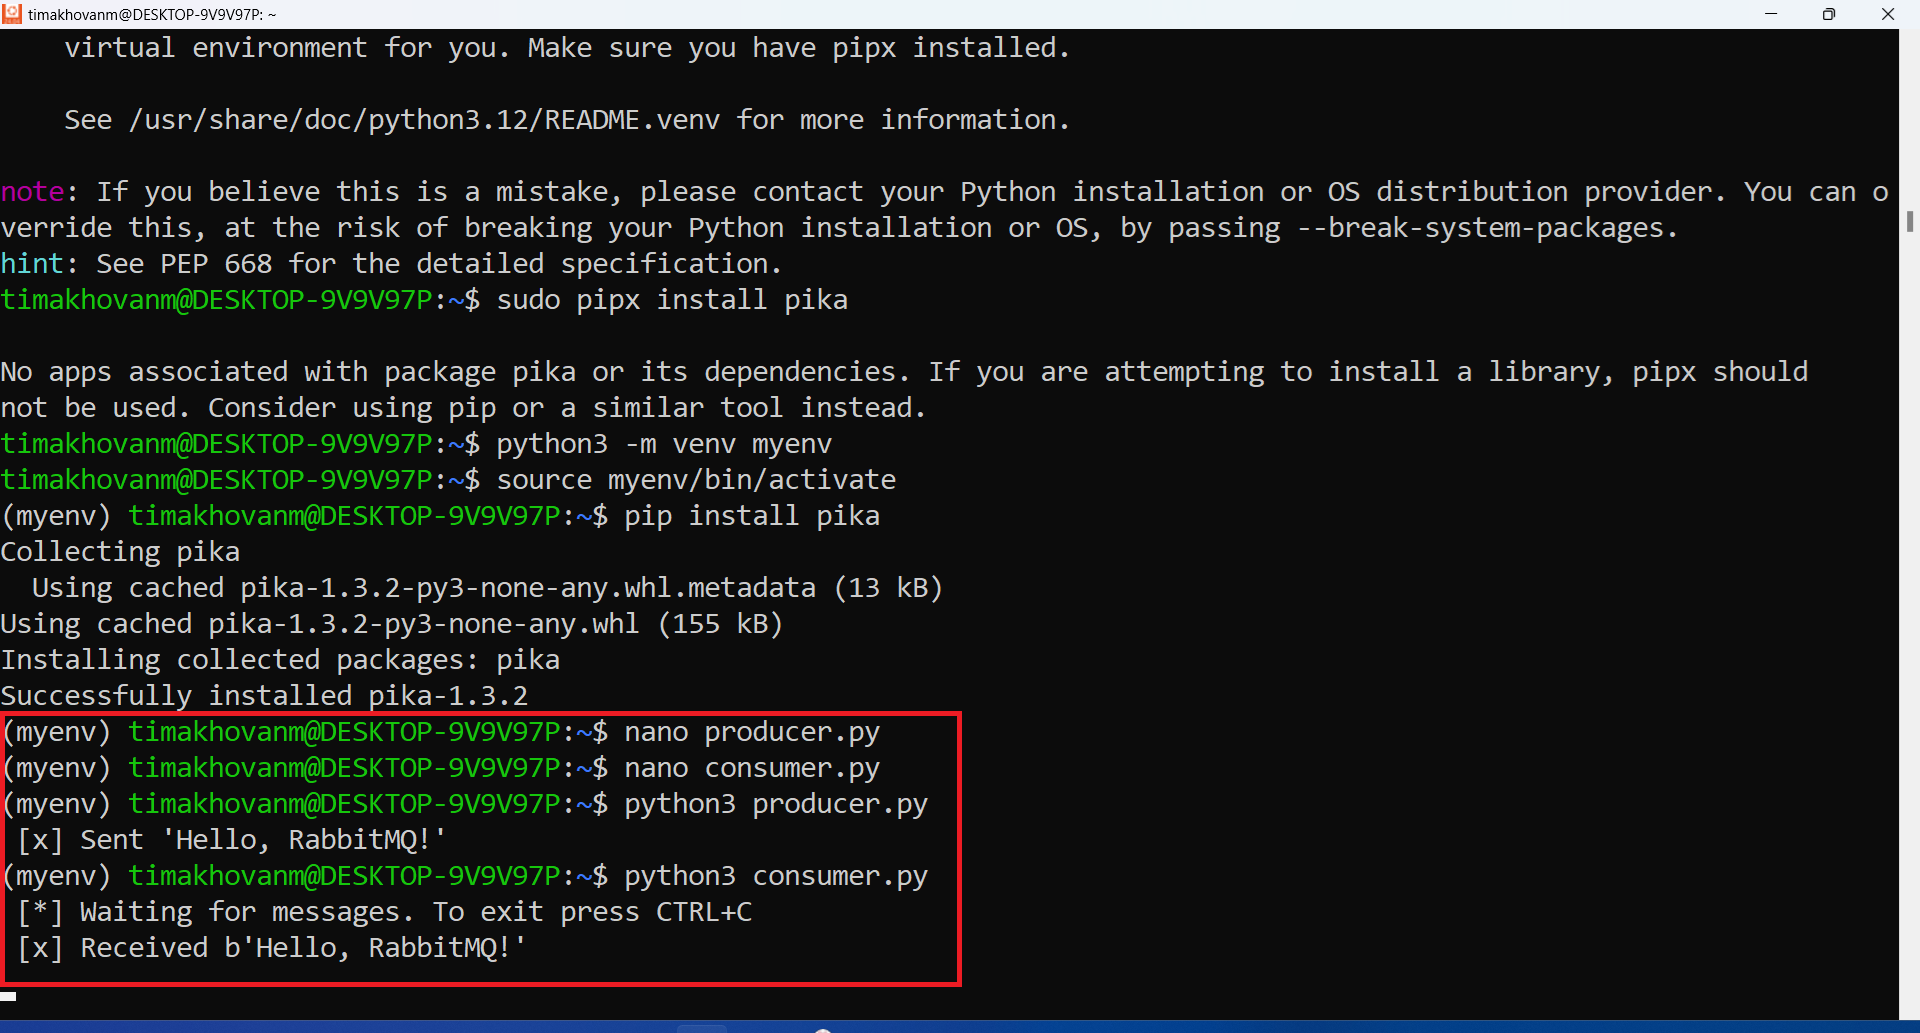 timakhovanm@DESKTOP-9V9V97P: ~
virtual environment for you. Make sure you have pipx installed.
See /usr/share/doc/python3.12/README.venv for more information.
note: If you believe this is a mistake, please contact your Python installation or OS distribution provider. You can o
verride this, at the risk of breaking your Python installation or OS, by passing --break-system-packages.
hint: See PEP 668 for the detailed specification.
timakhovanm@DESKTOP-9V9V97P:~$ sudo pipx install pika
No apps associated with package pika or its dependencies. If you are attempting to install a library, pipx should
not be used. Consider using pip or a similar tool instead.
timakhovanm@DESKTOP-9V9V97P:~$ python3 -m venv myenv
timakhovanm@DESKTOP-9V9V97P:~$ source myenv/bin/activate
(myenv) timakhovanm@DESKTOP-9V9V97P:~$ pip install pika
Collecting pika
  Using cached pika-1.3.2-py3-none-any.whl.metadata (13 kB)
Using cached pika-1.3.2-py3-none-any.whl (155 kB)
Installing collected packages: pika
Successfully installed pika-1.3.2
(myenv) timakhovanm@DESKTOP-9V9V97P:~$ nano producer.py
(myenv) timakhovanm@DESKTOP-9V9V97P:~$ nano consumer.py
(myenv) timakhovanm@DESKTOP-9V9V97P:~$ python3 producer.py
 [x] Sent 'Hello, RabbitMQ!'
(myenv) timakhovanm@DESKTOP-9V9V97P:~$ python3 consumer.py
 [*] Waiting for messages. To exit press CTRL+C
 [x] Received b'Hello, RabbitMQ!'